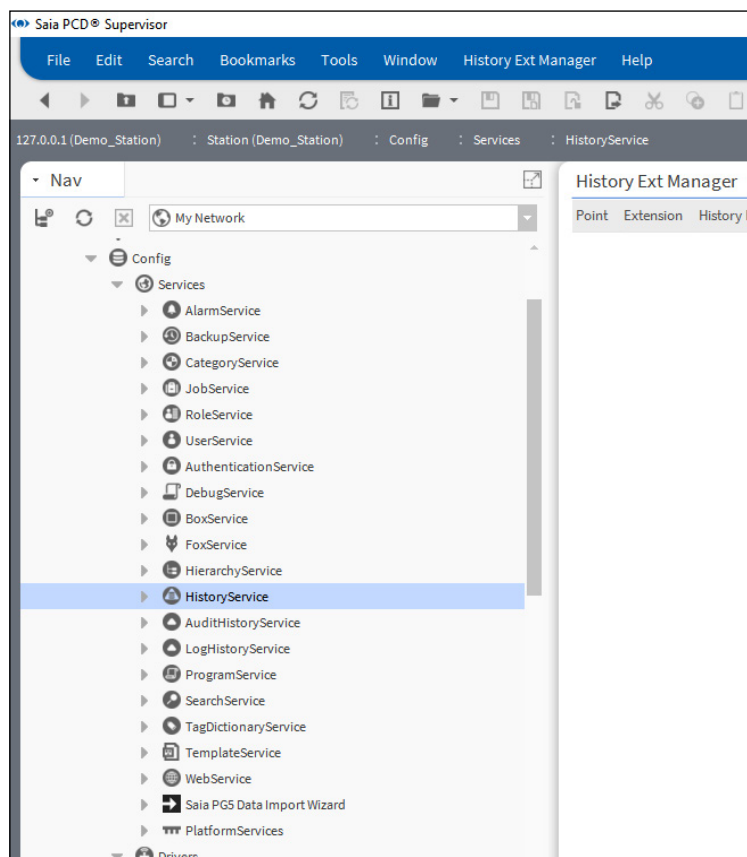 Saia PCD® Supervisor
File Edit Search Bookmarks Tools Window History Ext Manager Help
127.0.0.1 (Demo_Station) : Station (Demo_Station) : Config : Services : HistoryService
Nav
History Ext Manager
My Network
Point Extension History
Config
Services
AlarmService
BackupService
CategoryService
JobService
RoleService
UserService
AuthenticationService
DebugService
BoxService
FoxService
HierarchyService
HistoryService
AuditHistoryService
LogHistoryService
ProgramService
SearchService
TagDictionaryService
TemplateService
WebService
Saia PG5 Data Import Wizard
PlatformServices
Drivers